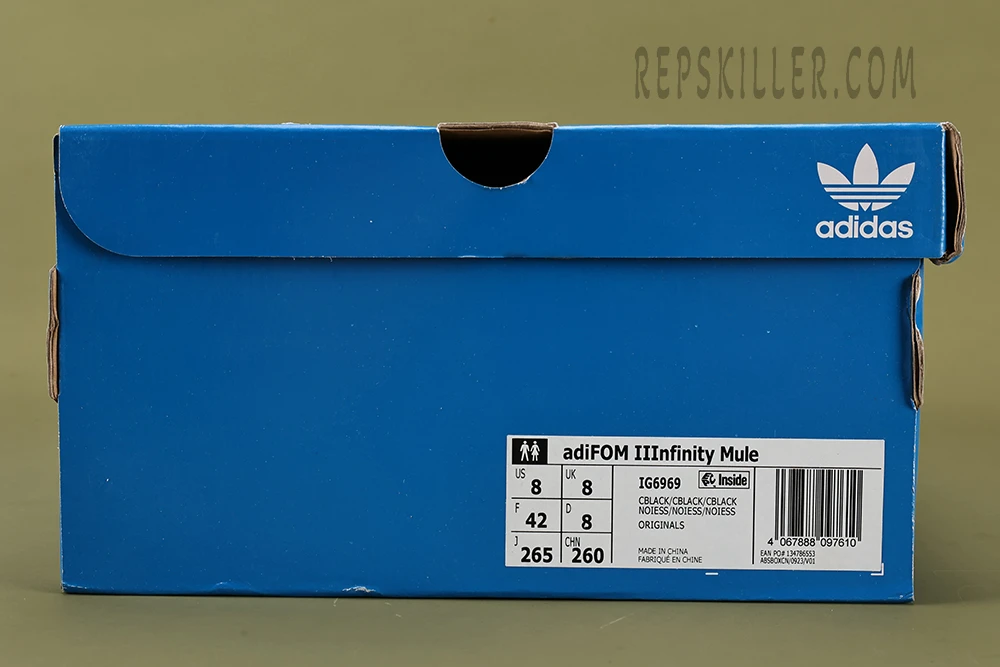 REPSKILLER.COM
adidas
adiFOM IIInfinity Mule
US 8 UK 8
F 42 D 8
J 265 CHN 260
IG6969 Inside
CBLACK/CBLACK/CBLACK
NOIESS/NOIESS/NOIESS
ORIGINALS
MADE IN CHINA
FABRIQUÉ EN CHINE
4 067888 097610
EAN PO# 134786553
ABSBOXCN/0923/V01